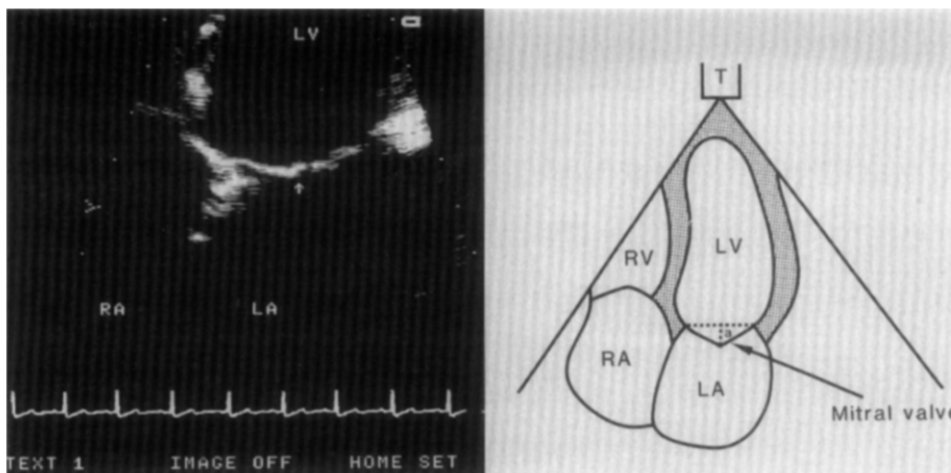 LV
RA LA
TEXT 1 IMAGE OFF HOME SET
T
RV LV
a
RA LA
Mitral valve